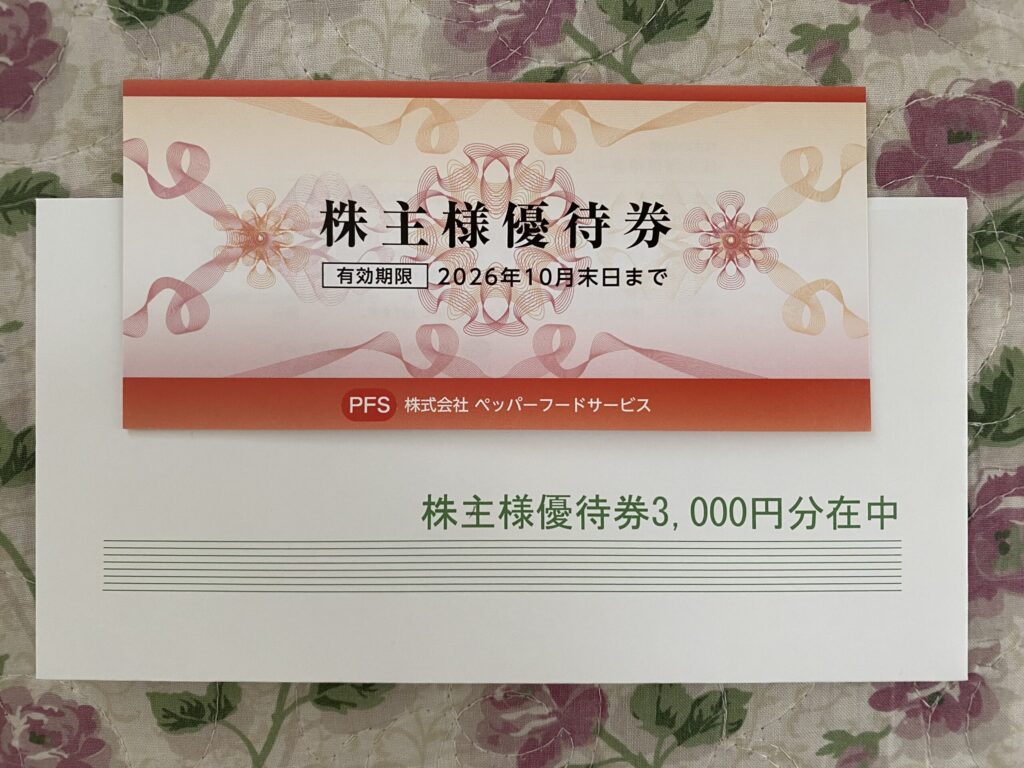 株主様優待券
有効期限 2026年10月末日まで
PFS 株式会社 ペッパーフードサービス
株主様優待券3,000円分在中